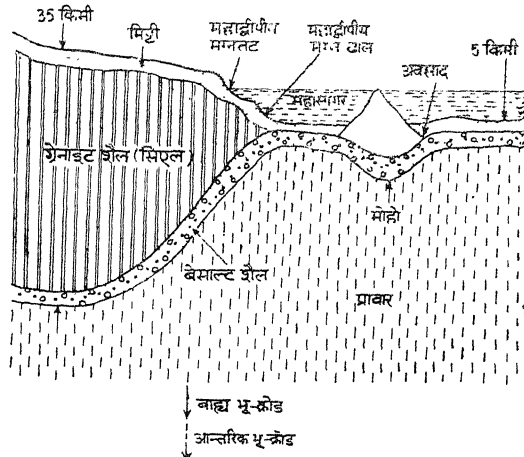 35 किमी
मिट्टी
महाद्वीपीय
मग्नतट
महाद्वीपीय
मग्न ढाल
5 किमी
अवसाद
महासागर
ग्रेनाइट शैल (सिएल)
मोहो
बेसाल्ट शैल
प्रावार
बाह्य भू-क्रोड
आन्तरिक भू-क्रोड